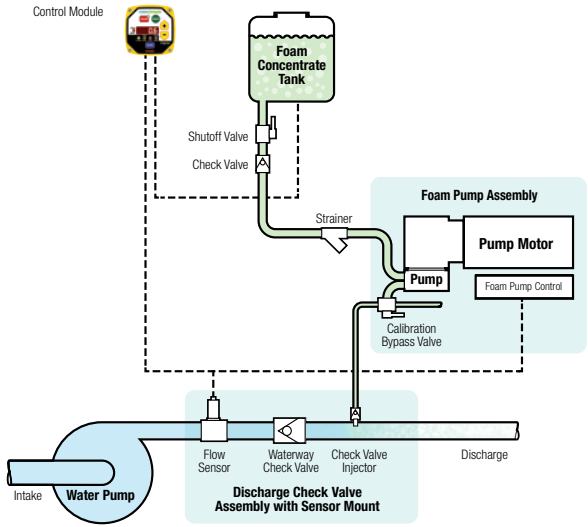 Control Module
Foam
Concentrate
Tank
Shutoff Valve
Check Valve
Strainer
Foam Pump Assembly
Pump Motor
Pump
Foam Pump Control
Calibration
Bypass Valve
Flow
Sensor
Waterway
Check Valve
Check Valve
Injector
Discharge
Intake
Water Pump
Discharge Check Valve
Assembly with Sensor Mount